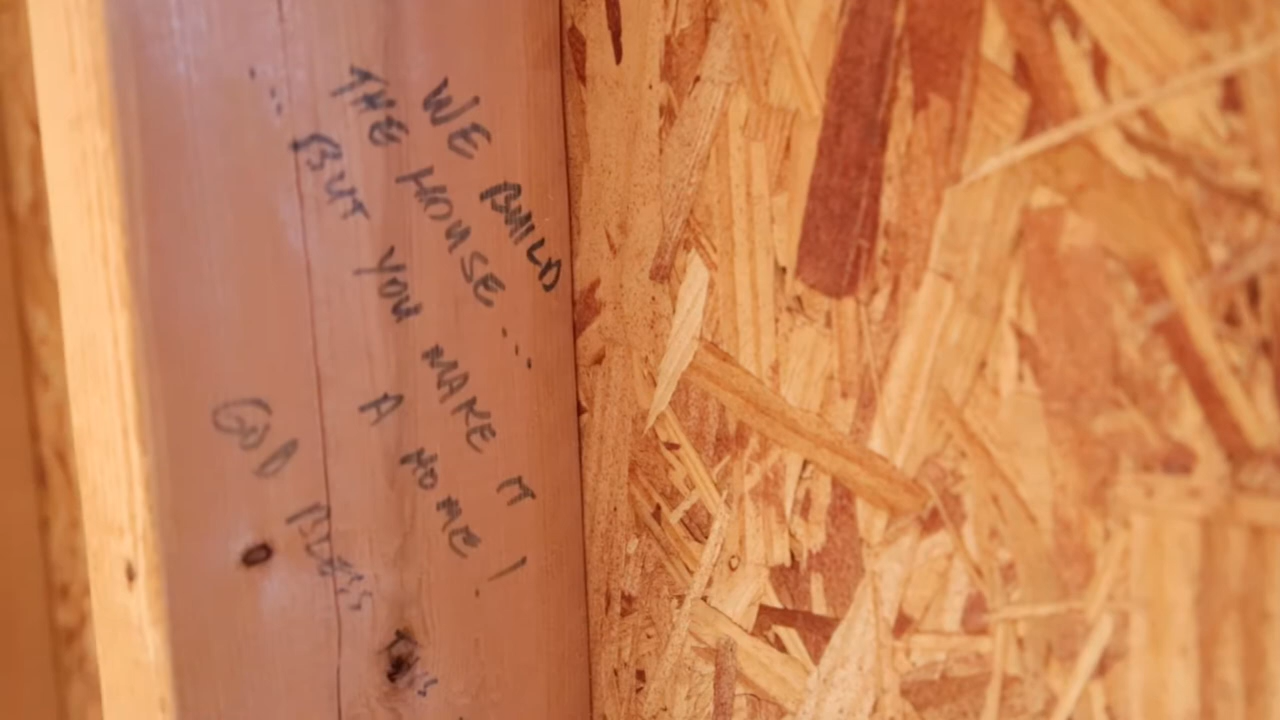 WE BUILD
THE HOUSE...
... BUT YOU MAKE IT
A HOME!
GOD BLESS THIS